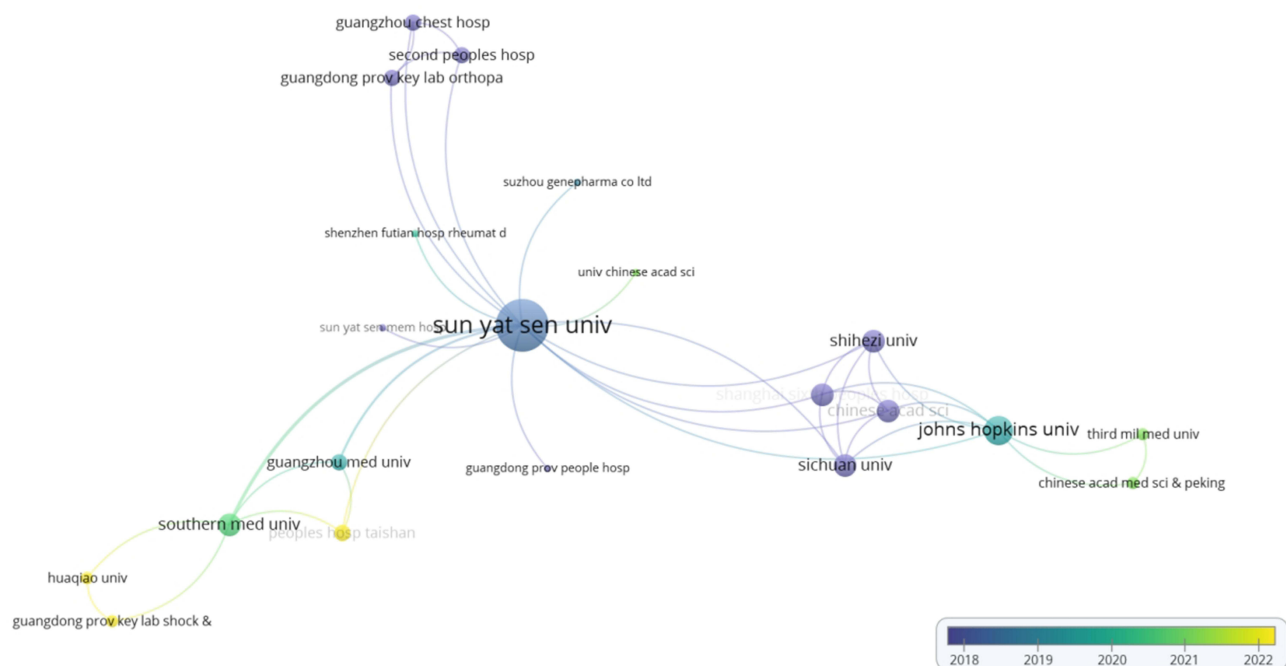 guangzhou chest hosp
second peoples hosp
guangdong prov key lab orthopa
suzhou genepharma co ltd
shenzhen futian hosp rheumat d
univ chinese acad sci
sun yat sen mem hosp
sun yat sen univ
shihezi univ
shanghai sixth peoples hosp
chinese acad sci
johns hopkins univ
third mil med univ
guangzhou med univ
guangdong prov people hosp
sichuan univ
chinese acad med sci & peking
southern med univ
peoples hosp taishan
huaqiao univ
guangdong prov key lab shock &
2018 2019 2020 2021 2022